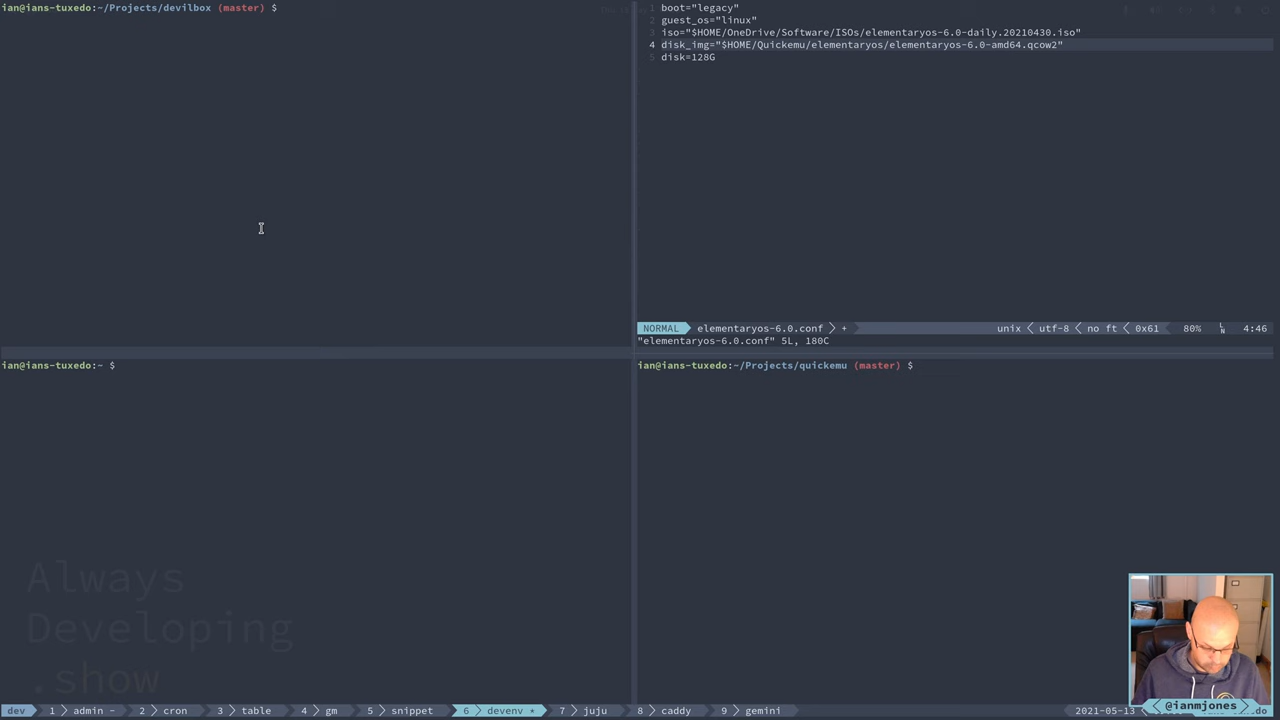 ian@ians-tuxedo:~/Projects/devilbox (master) $
1 boot="legacy"
2 guest_os="linux"
3 iso="$HOME/OneDrive/Software/ISOs/elementaryos-6.0-daily.20210430.iso"
4 disk_img="$HOME/Quickemu/elementaryos/elementaryos-6.0-amd64.qcow2"
5 disk=128G
NORMAL elementaryos-6.0.conf + unix utf-8 no ft 0x61 80% LN 4:46
"elementaryos-6.0.conf" 5L, 180C
ian@ians-tuxedo:~ $
ian@ians-tuxedo:~/Projects/quickemu (master) $
Always
Developing
.show
dev 1 admin - 2 cron 3 table 4 gm 5 snippet 6 devenv * 7 juju 8 caddy 9 gemini 2021-05-13
@ianmjones